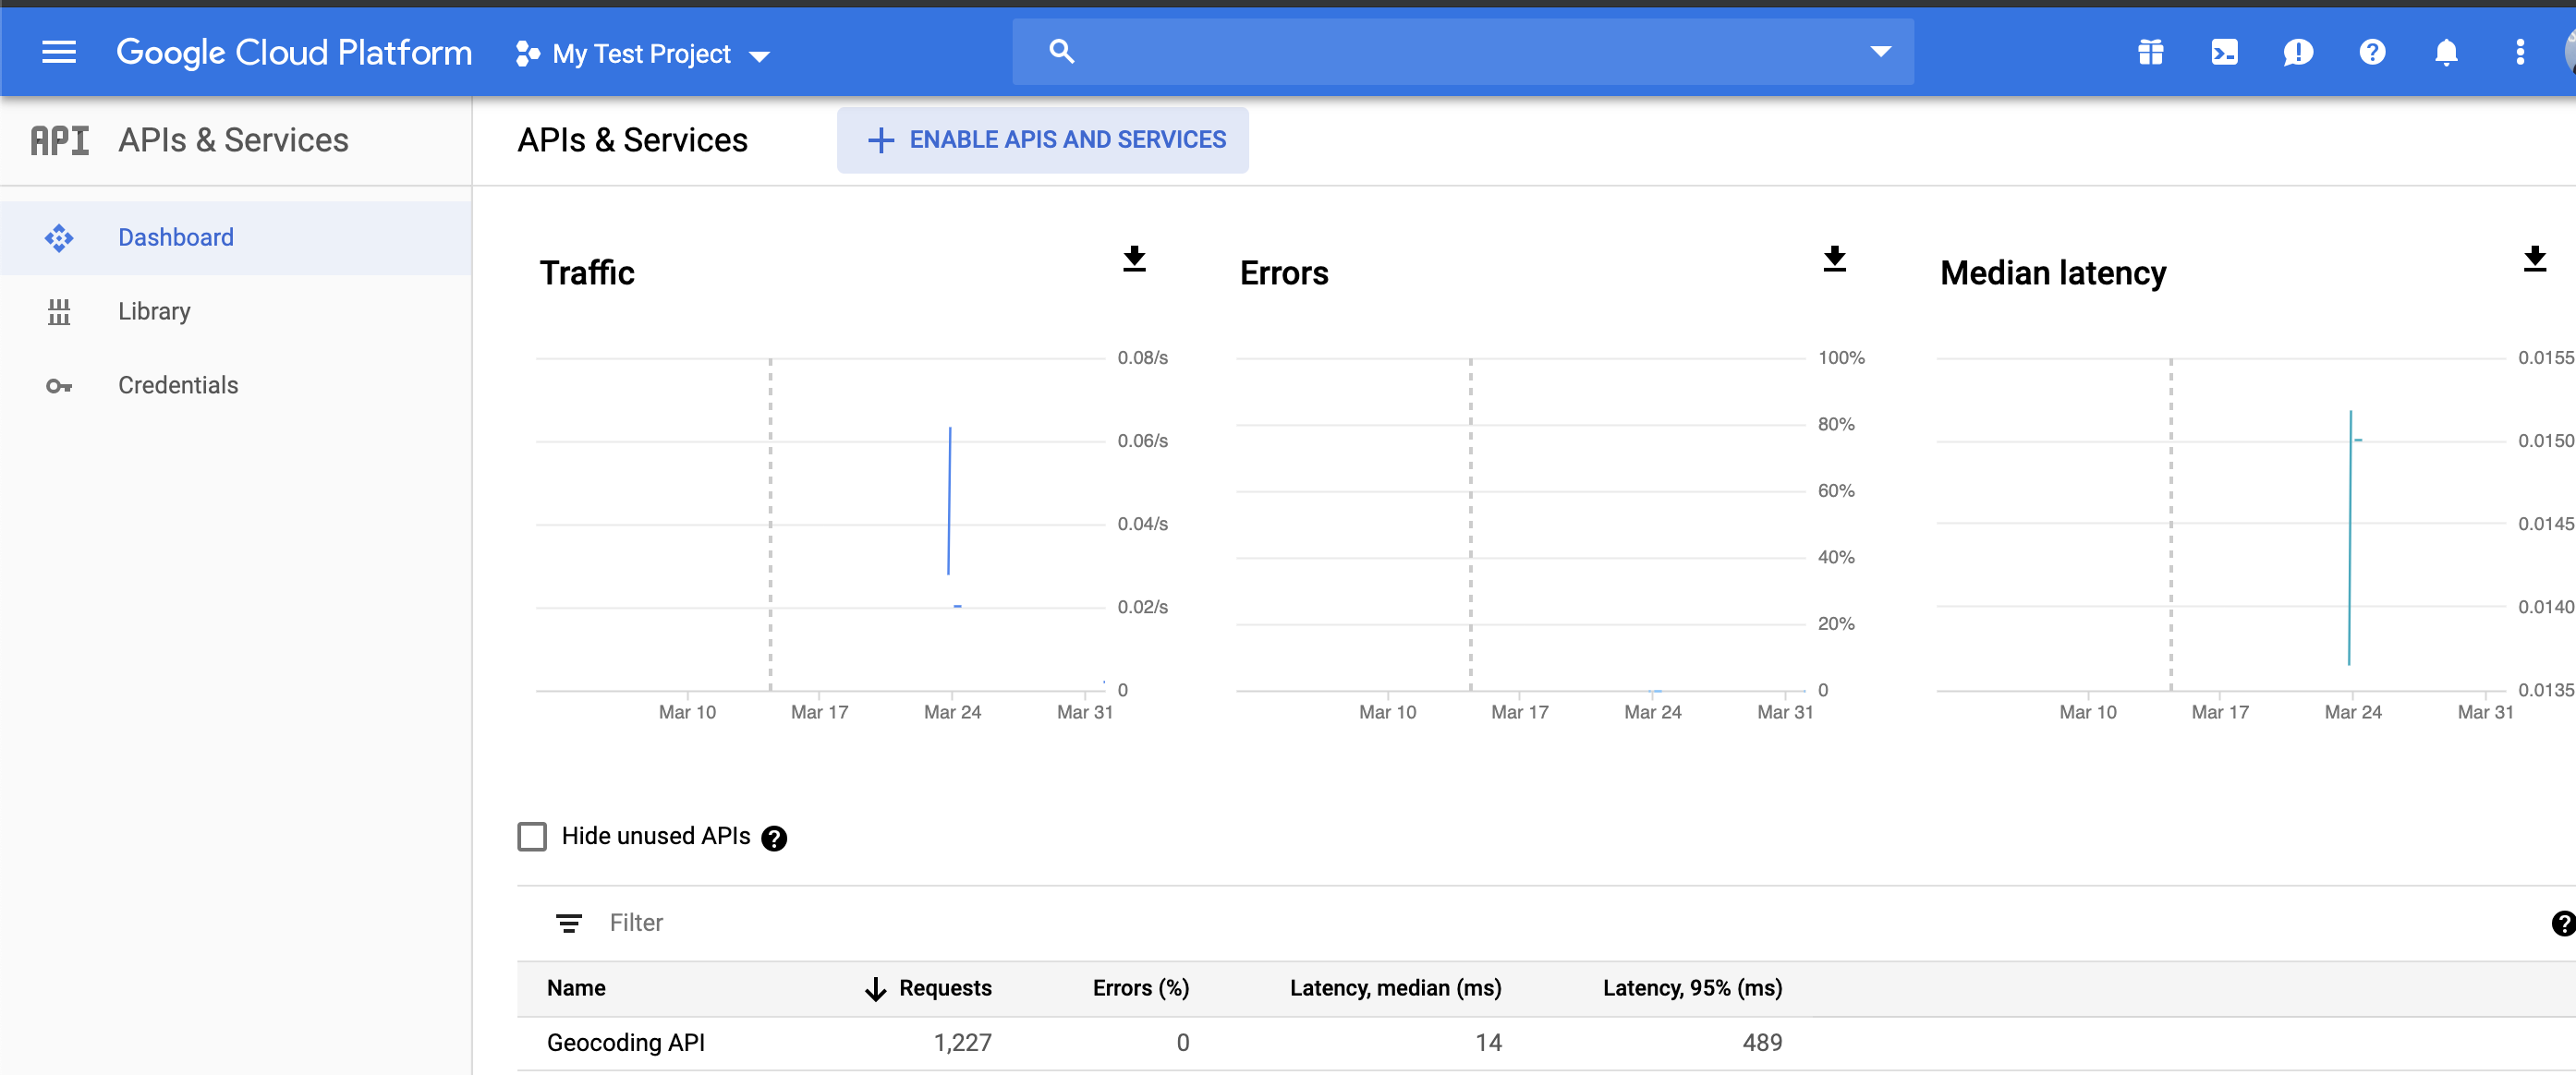 Google Cloud Platform
My Test Project
API APIs & Services
APIs & Services
ENABLE APIS AND SERVICES
Dashboard
Library
Credentials
Traffic
0.08/s
0.06/s
0.04/s
0.02/s
0
Mar 10 Mar 17 Mar 24 Mar 31
Errors
100%
80%
60%
40%
20%
0
Mar 10 Mar 17 Mar 24 Mar 31
Median latency
0.0155
0.0150
0.0145
0.0140
0.0135
Mar 10 Mar 17 Mar 24 Mar 31
Hide unused APIs
Filter
Name Requests Errors (%) Latency, median (ms) Latency, 95% (ms)
Geocoding API 1,227 0 14 489